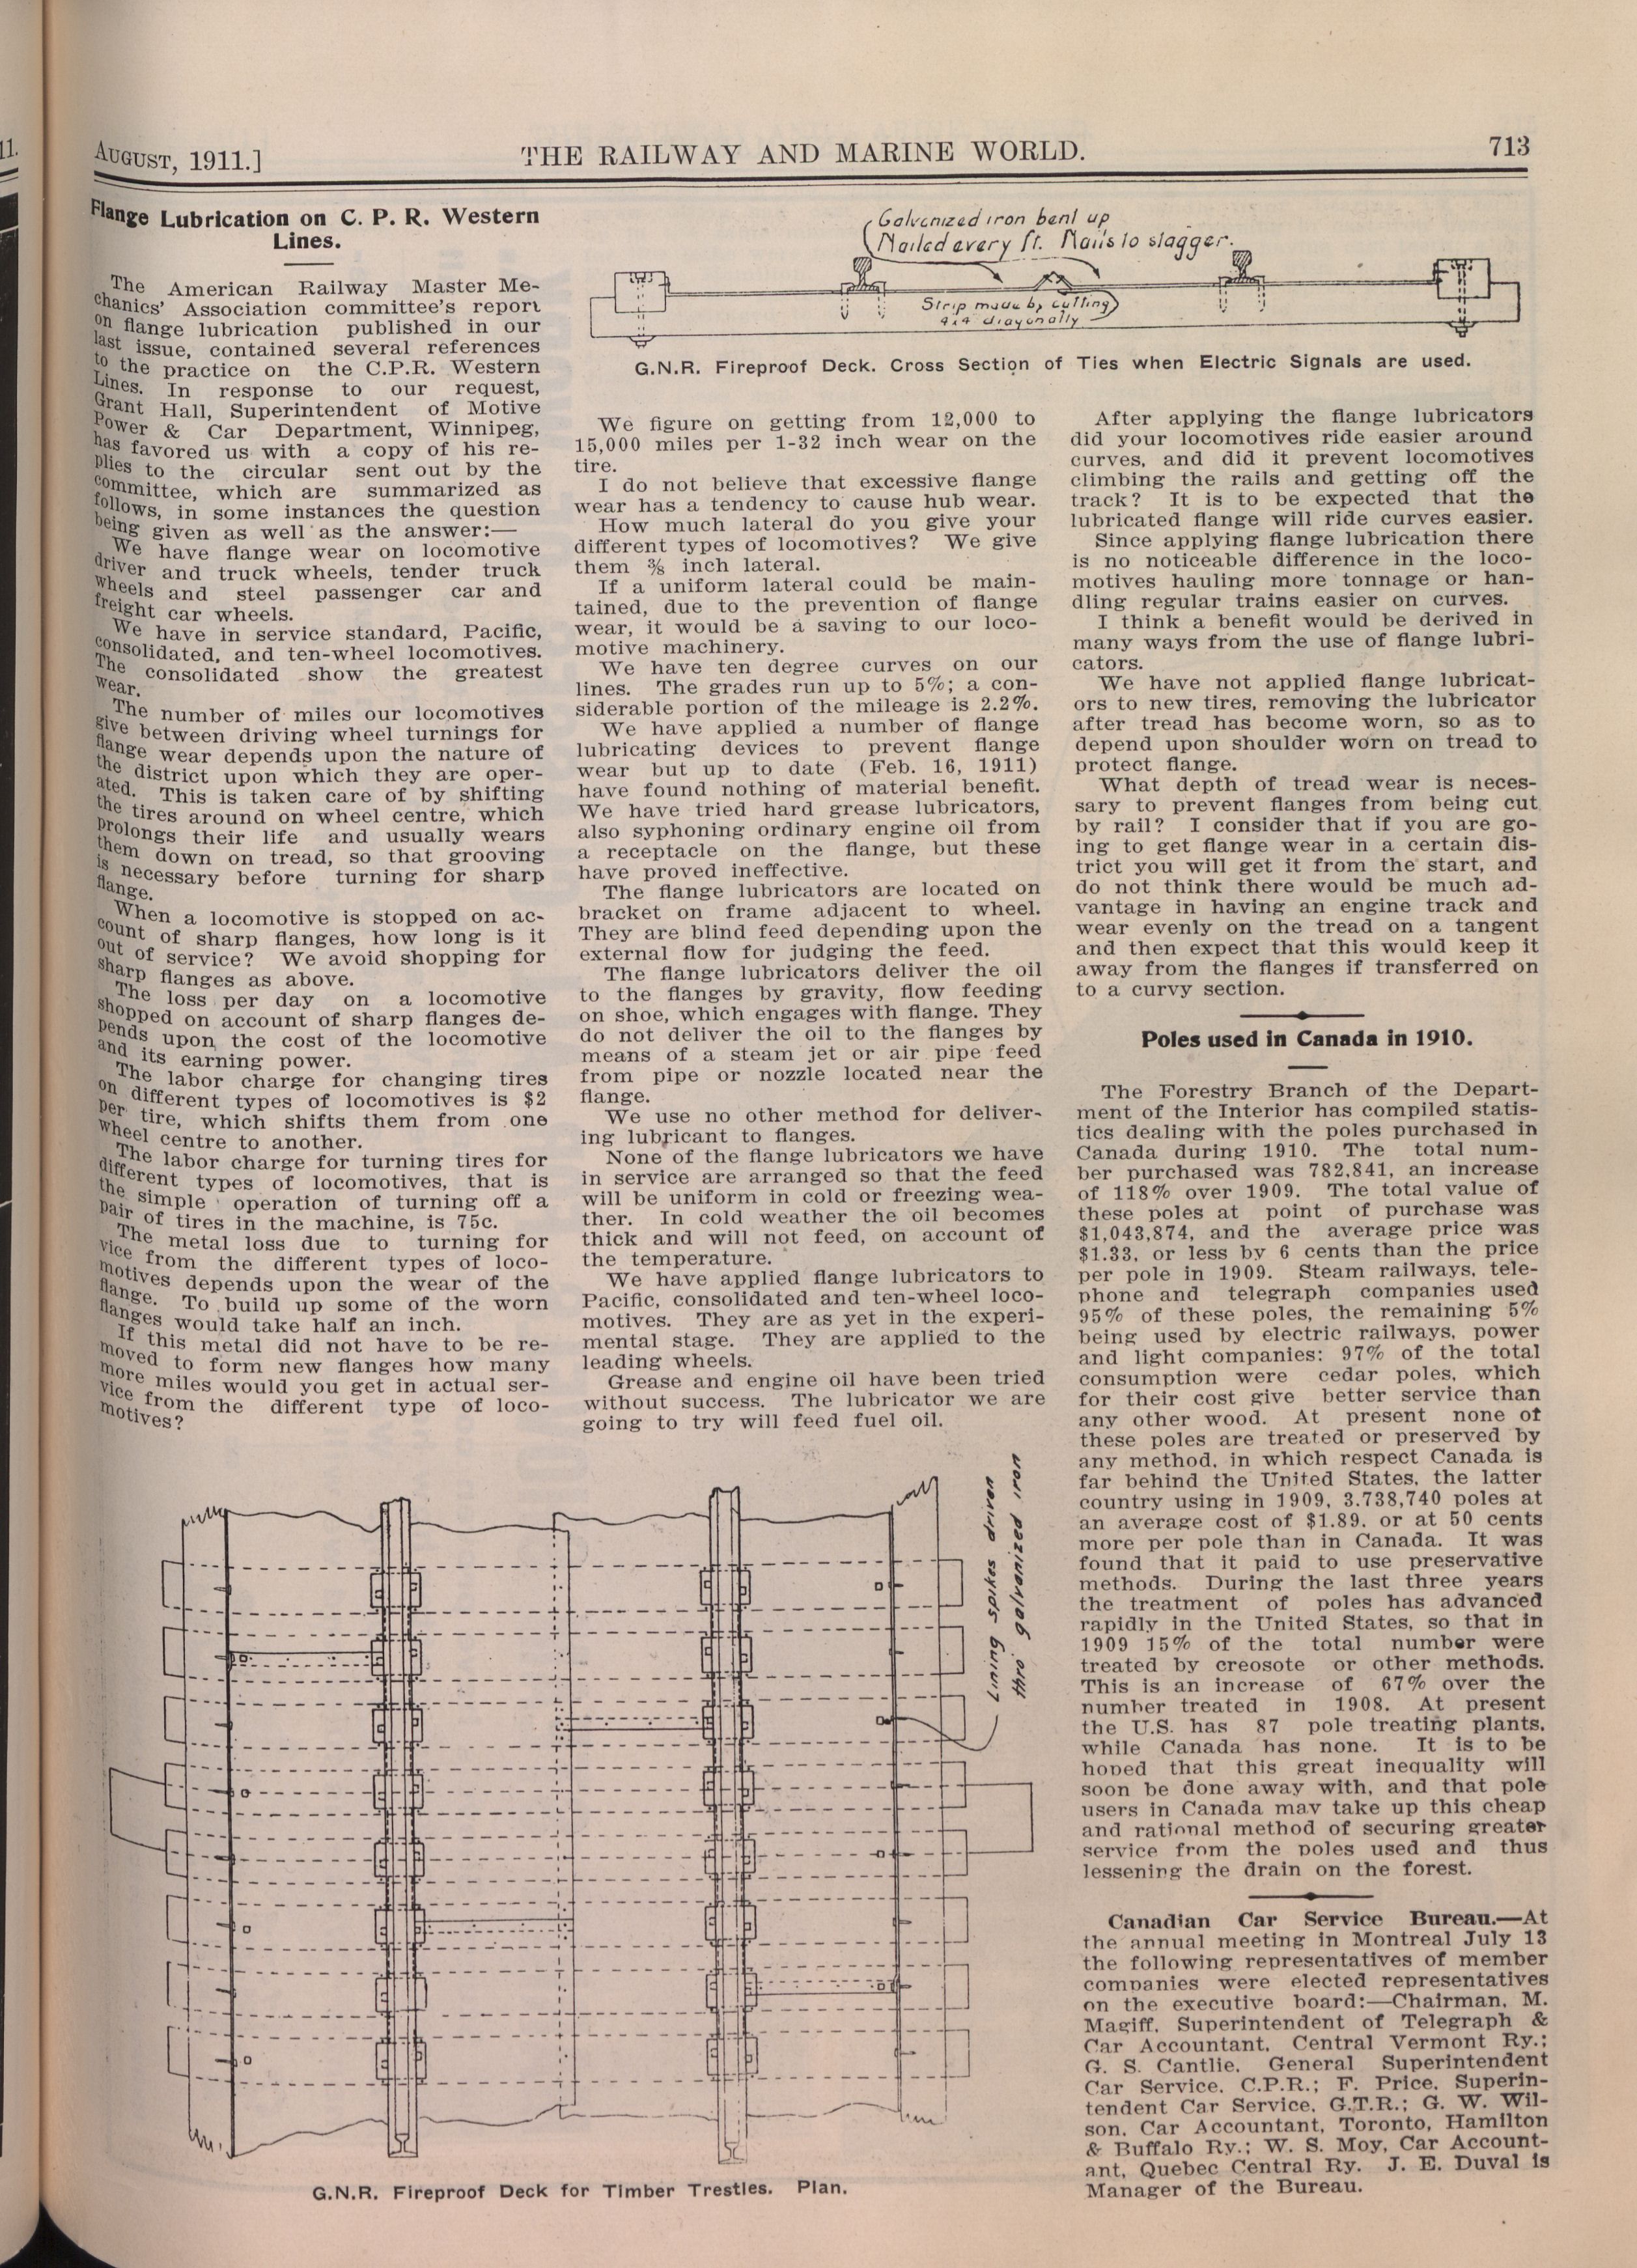 11.
AUGUST, 1911.]
THE RAILWAY AND MARINE WORLD.
713
Flange Lubrication on C. P. R. Western
Lines.
The American Railway Master Me-
chanics' Association committee's report
on flange lubrication published in our
last issue, contained several references
to the practice on the C.P.R. Western
Lines. In response to our request,
Grant Hall, Superintendent of Motive
Power & Car Department, Winnipeg,
has favored us with a copy of his re-
plies to the circular sent out by the
committee, which are summarized as
follows, in some instances the question
being given as well as the answer:—
We have flange wear on locomotive
driver and truck wheels, tender truck
wheels and steel passenger car and
freight car wheels.
We have in service standard, Pacific,
consolidated, and ten-wheel locomotives.
The consolidated show the greatest
wear.
The number of miles our locomotives
give between driving wheel turnings for
flange wear depends upon the nature of
the district upon which they are oper-
ated. This is taken care of by shifting
the tires around on wheel centre, which
prolongs their life and usually wears
them down on tread, so that grooving
is necessary before turning for sharp
flange.
When a locomotive is stopped on ac-
count of sharp flanges, how long is it
out of service? We avoid shopping for
sharp flanges as above.
The loss per day on a locomotive
shopped on account of sharp flanges de-
pends upon the cost of the locomotive
and its earning power.
The labor charge for changing tires
on different types of locomotives is $2
per tire, which shifts them from one
wheel centre to another.
The labor charge for turning tires for
different types of locomotives, that is
the simple operation of turning off a
pair of tires in the machine, is 75c.
The metal loss due to turning for
vice from the different types of loco-
motives depends upon the wear of the
flange. To build up some of the worn
flanges would take half an inch.
If this metal did not have to be re-
moved to form new flanges how many
more miles would you get in actual ser-
vice from the different type of loco-
motives?
Galvanized iron bent up
Nailed every ft. Nails to stagger.
Strip made by cutting
4x4" diagonally
G.N.R. Fireproof Deck. Cross Section of Ties when Electric Signals are used.
We figure on getting from 12,000 to
15,000 miles per 1-32 inch wear on the
tire.
I do not believe that excessive flange
wear has a tendency to cause hub wear.
How much lateral do you give your
different types of locomotives? We give
them ⅜ inch lateral.
If a uniform lateral could be main-
tained, due to the prevention of flange
wear, it would be a saving to our loco-
motive machinery.
We have ten degree curves on our
lines. The grades run up to 5%; a con-
siderable portion of the mileage is 2.2%.
We have applied a number of flange
lubricating devices to prevent flange
wear but up to date (Feb. 16, 1911)
have found nothing of material benefit.
We have tried hard grease lubricators,
also syphoning ordinary engine oil from
a receptacle on the flange, but these
have proved ineffective.
The flange lubricators are located on
bracket on frame adjacent to wheel.
They are blind feed depending upon the
external flow for judging the feed.
The flange lubricators deliver the oil
to the flanges by gravity, flow feeding
on shoe, which engages with flange. They
do not deliver the oil to the flanges by
means of a steam jet or air pipe feed
from pipe or nozzle located near the
flange.
We use no other method for deliver-
ing lubricant to flanges.
None of the flange lubricators we have
in service are arranged so that the feed
will be uniform in cold or freezing wea-
ther. In cold weather the oil becomes
thick and will not feed, on account of
the temperature.
We have applied flange lubricators to
Pacific, consolidated and ten-wheel loco-
motives. They are as yet in the experi-
mental stage. They are applied to the
leading wheels.
Grease and engine oil have been tried
without success. The lubricator we are
going to try will feed fuel oil.
Lining spikes driven
thro galvanized iron
G.N.R. Fireproof Deck for Timber Trestles. Plan.
After applying the flange lubricators
did your locomotives ride easier around
curves, and did it prevent locomotives
climbing the rails and getting off the
track? It is to be expected that the
lubricated flange will ride curves easier.
Since applying flange lubrication there
is no noticeable difference in the loco-
motives hauling more tonnage or han-
dling regular trains easier on curves.
I think a benefit would be derived in
many ways from the use of flange lubri-
cators.
We have not applied flange lubricat-
ors to new tires, removing the lubricator
after tread has become worn, so as to
depend upon shoulder worn on tread to
protect flange.
What depth of tread wear is neces-
sary to prevent flanges from being cut
by rail? I consider that if you are go-
ing to get flange wear in a certain dis-
trict you will get it from the start, and
do not think there would be much ad-
vantage in having an engine track and
wear evenly on the tread on a tangent
and then expect that this would keep it
away from the flanges if transferred on
to a curvy section.
Poles used in Canada in 1910.
The Forestry Branch of the Depart-
ment of the Interior has compiled statis-
tics dealing with the poles purchased in
Canada during 1910. The total num-
ber purchased was 782,841, an increase
of 118% over 1909. The total value of
these poles at point of purchase was
$1,043,874, and the average price was
$1.33, or less by 6 cents than the price
per pole in 1909. Steam railways, tele-
phone and telegraph companies used
95% of these poles, the remaining 5%
being used by electric railways, power
and light companies: 97% of the total
consumption were cedar poles, which
for their cost give better service than
any other wood. At present none of
these poles are treated or preserved by
any method, in which respect Canada is
far behind the United States, the latter
country using in 1909, 3,738,740 poles at
an average cost of $1.89, or at 50 cents
more per pole than in Canada. It was
found that it paid to use preservative
methods. During the last three years
the treatment of poles has advanced
rapidly in the United States, so that in
1909 15% of the total number were
treated by creosote or other methods.
This is an increase of 67% over the
number treated in 1908. At present
the U.S. has 87 pole treating plants,
while Canada has none. It is to be
hoped that this great inequality will
soon be done away with, and that pole
users in Canada may take up this cheap
and rational method of securing greater
service from the poles used and thus
lessening the drain on the forest.
Canadian Car Service Bureau.—At
the annual meeting in Montreal July 13
the following representatives of member
companies were elected representatives
on the executive board:—Chairman, M.
Magiff, Superintendent of Telegraph &
Car Accountant, Central Vermont Ry.;
G. S. Cantlie, General Superintendent
Car Service, C.P.R.; F. Price, Superin-
tendent Car Service, G.T.R.; G. W. Wil-
son, Car Accountant, Toronto, Hamilton
& Buffalo Ry.; W. S. Moy, Car Account-
ant, Quebec Central Ry. J. E. Duval is
Manager of the Bureau.